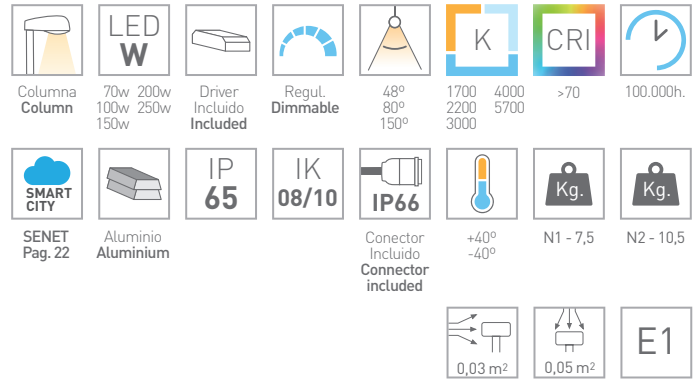 LED
W
K
CRI
Columna
Column
70w 200w
100w 250w
150w
Driver
Incluido
Included
Regul.
Dimmable
48º
80º
150º
1700 4000
2200 5700
3000
>70
100.000h.
SMART
CITY
IP
65
IK
08/10
IP66
Kg.
Kg.
SENET
Pag. 22
Aluminio
Aluminium
Conector
Incluido
Connector
included
+40º
-40º
N1 - 7,5
N2 - 10,5
0,03 m²
0,05 m²
E1